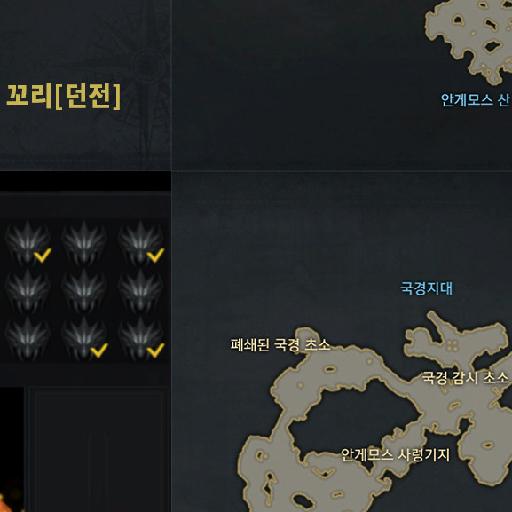 꼬리[던전]
안게모스 산
국경지대
폐쇄된 국경 초소
국경 감시 초소
안게모스 사령기지